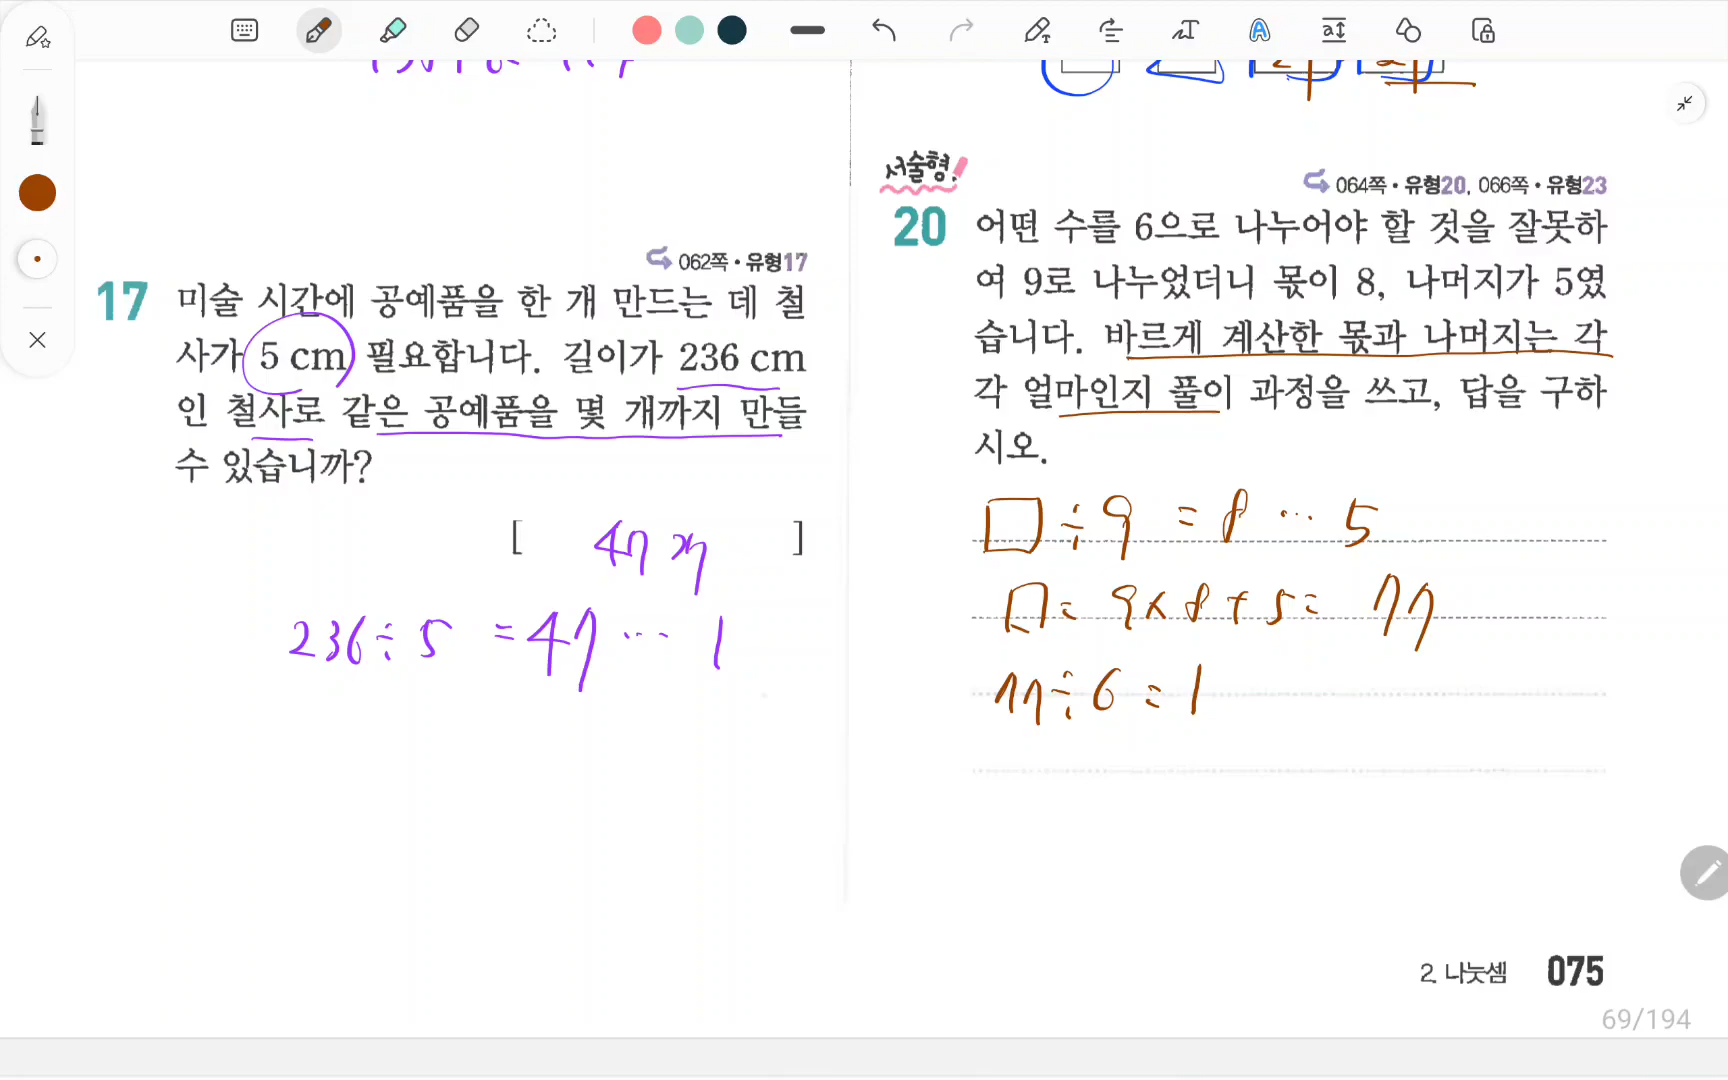 062쪽 • 유형17
17 미술 시간에 공예품을 한 개 만드는 데 철
사가 5 cm 필요합니다. 길이가 236 cm
인 철사로 같은 공예품을 몇 개까지 만들
수 있습니까?
[ 47개 ]
236÷5 = 47 ··· 1
서술형!
064쪽 • 유형20, 066쪽 • 유형23
20 어떤 수를 6으로 나누어야 할 것을 잘못하
여 9로 나누었더니 몫이 8, 나머지가 5였
습니다. 바르게 계산한 몫과 나머지는 각
각 얼마인지 풀이 과정을 쓰고, 답을 구하
시오.
□ ÷ 9 = 8 ··· 5
□ = 9 × 8 + 5 = 77
77 ÷ 6 = 1
2. 나눗셈 075
69/194